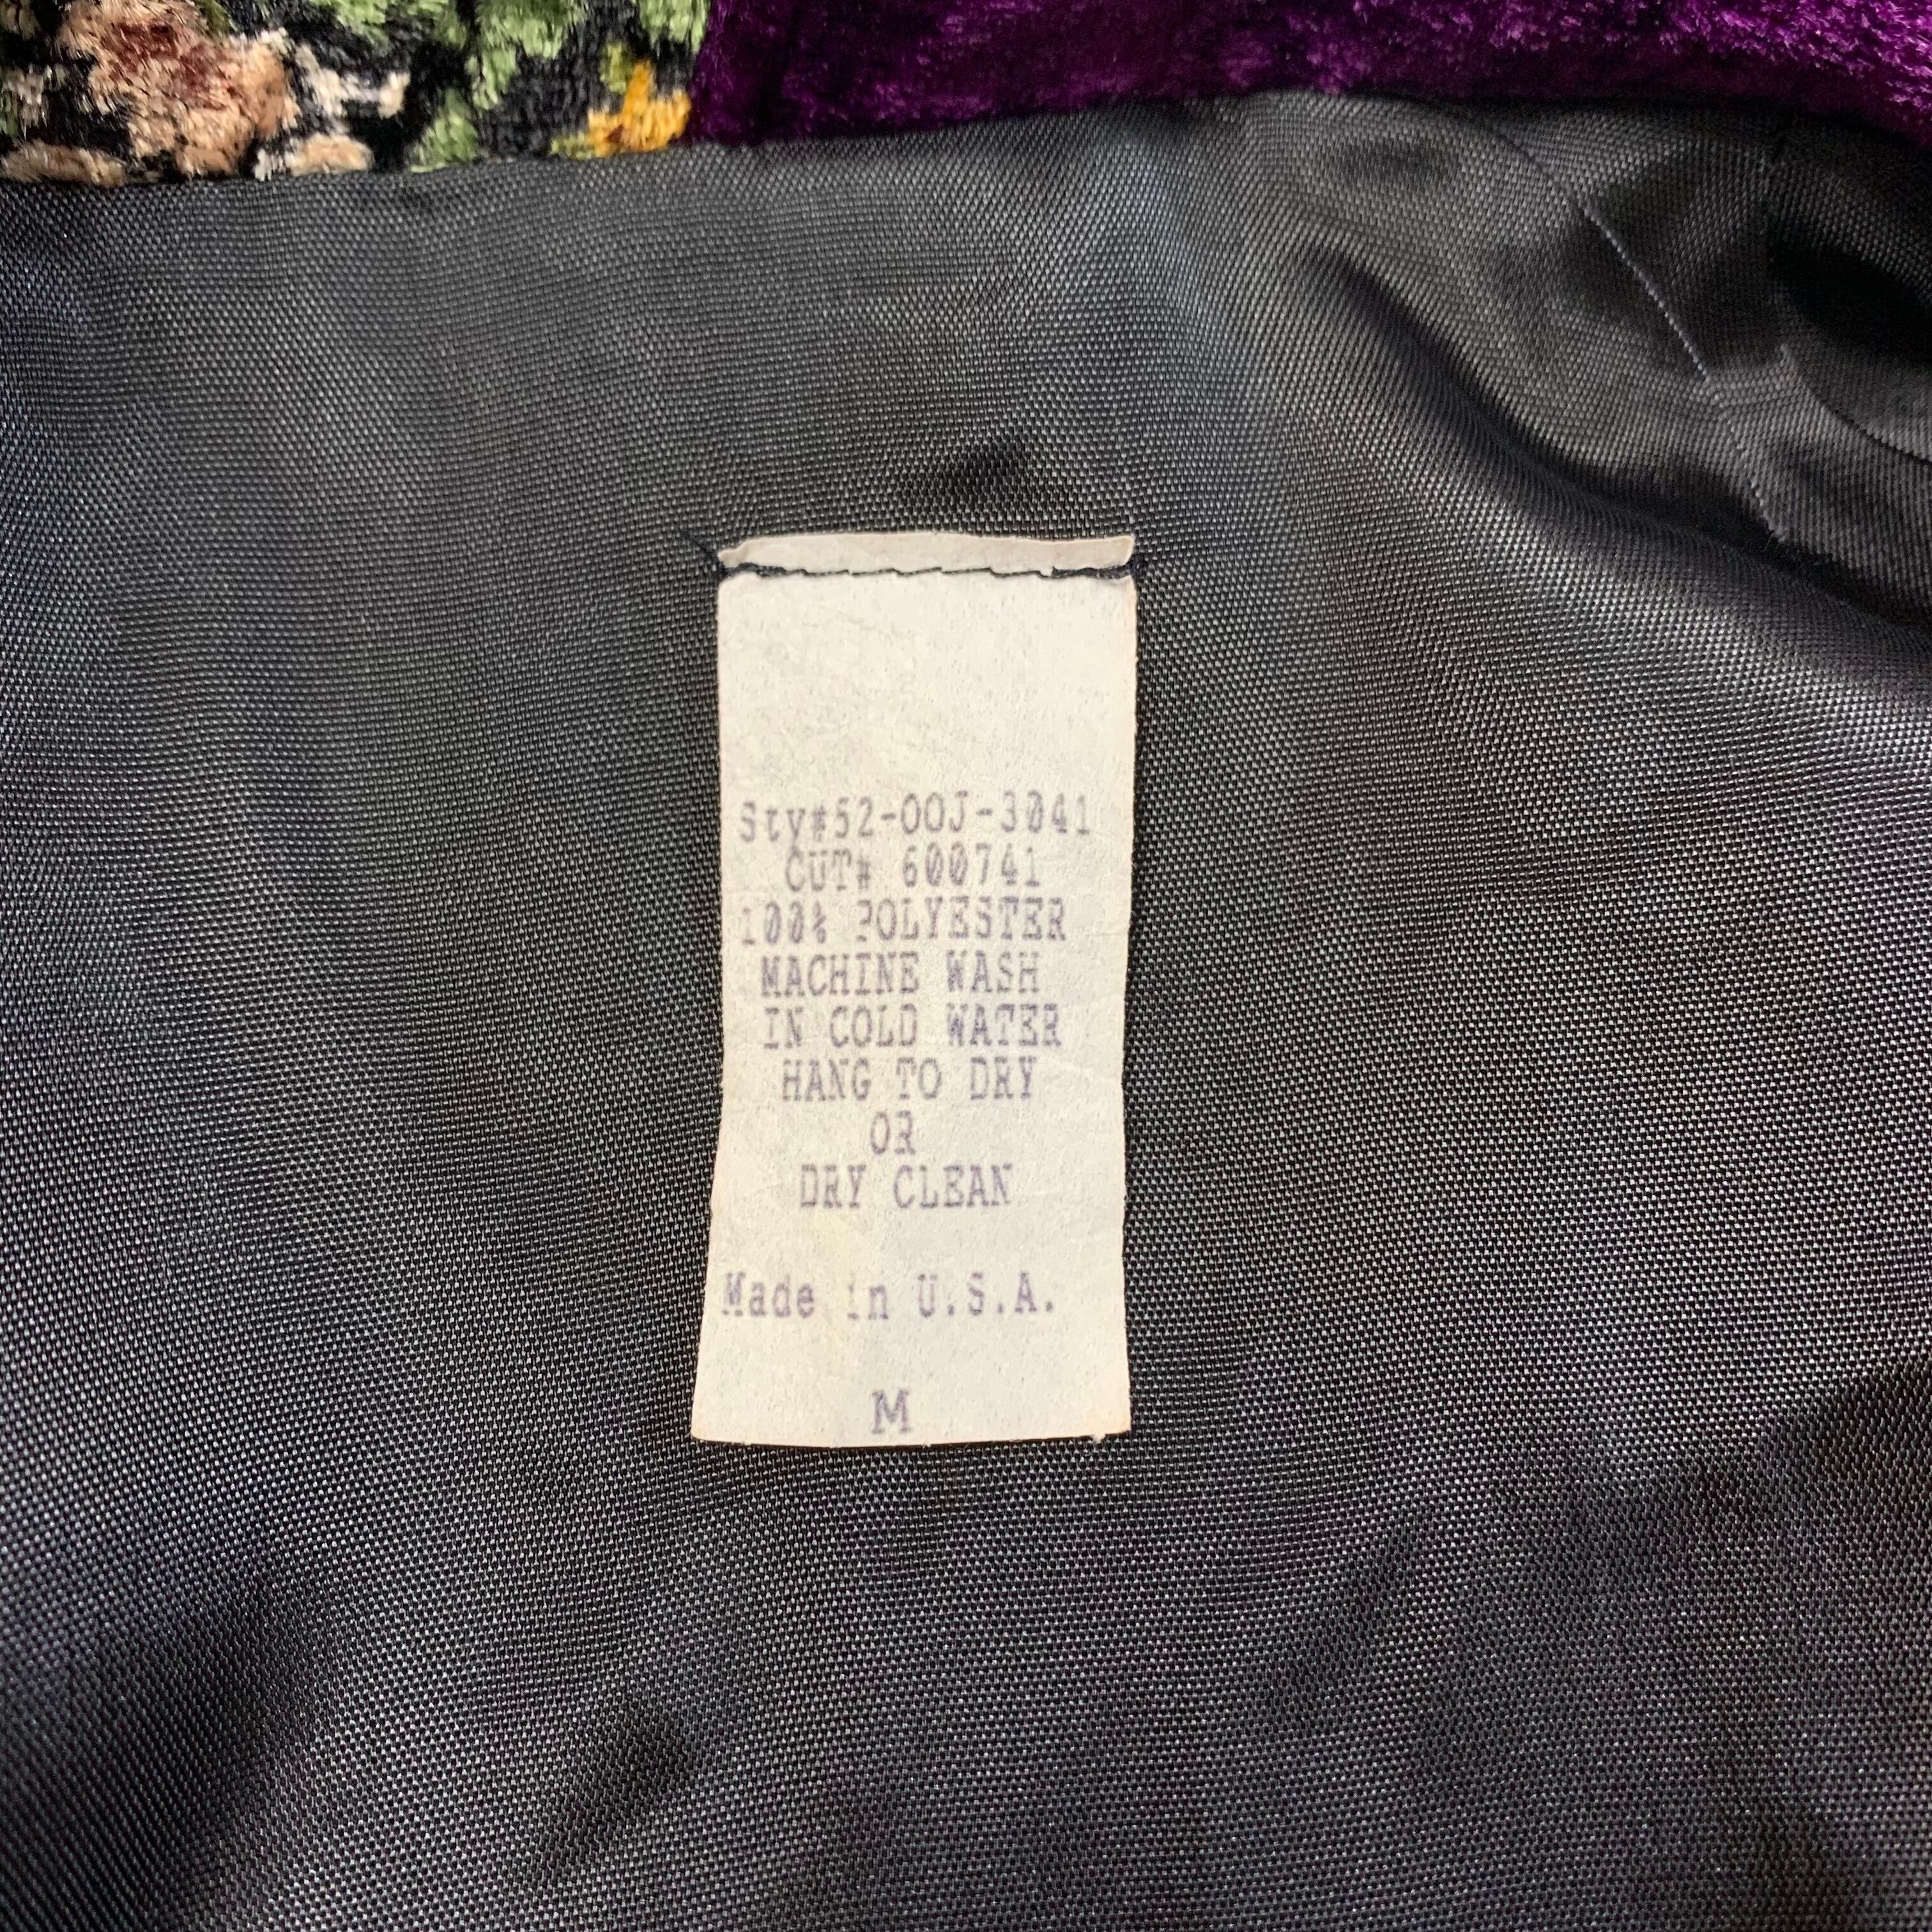 Sty#52-OOJ-3041
CUT# 600741
100% POLYESTER
MACHINE WASH
IN COLD WATER
HANG TO DRY
OR
DRY CLEAN
Made in U.S.A.
M